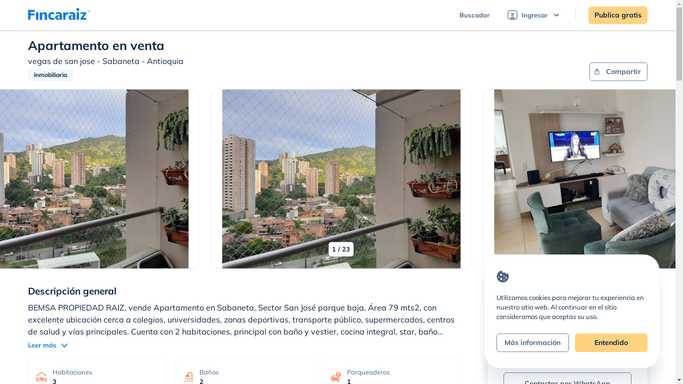 Fincaraiz
Buscador
Ingresar
Publica gratis
Apartamento en venta
vegas de san jose - Sabaneta - Antioquia
Inmobiliaria
Compartir
1 / 23
Descripción general
BEMSA PROPIEDAD RAIZ, vende Apartamento en Sabaneta, Sector San José parque baja, Área 79 mts2, con
excelente ubicación cerca a colegios, universidades, zonas deportivas, transporte público, supermercados, centros
de salud y vías principales. Cuenta con 2 habitaciones, principal con baño y vestier, cocina integral, star, baño...
Leer más
Habitaciones
3
Baños
2
Parqueaderos
1
Utilizamos cookies para mejorar tu experiencia en
nuestro sitio web. Al continuar en el sitio
consideramos que aceptas su uso.
Más información
Entendido
Contactar por WhatsApp